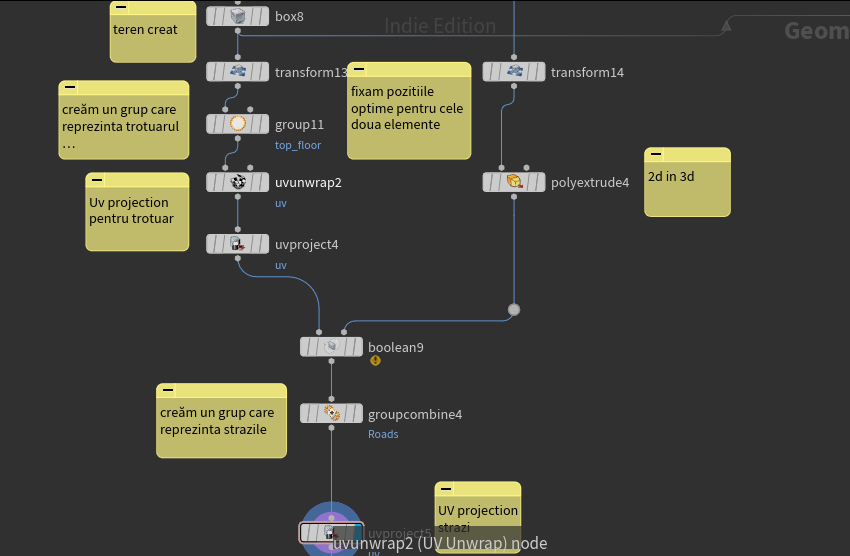 box8
Indie Edition
Geom
teren creat
transform13
transform14
fixam pozitiile
optime pentru cele
doua elemente
creăm un grup care
reprezinta trotuarul
…
group11
top_floor
2d in 3d
uvunwrap2
uv
polyextrude4
Uv projection
pentru trotuar
uvproject4
uv
boolean9
creăm un grup care
reprezinta strazile
groupcombine4
Roads
UV projection
strazi
uvproject5
uvunwrap2 (UV Unwrap) node
uv